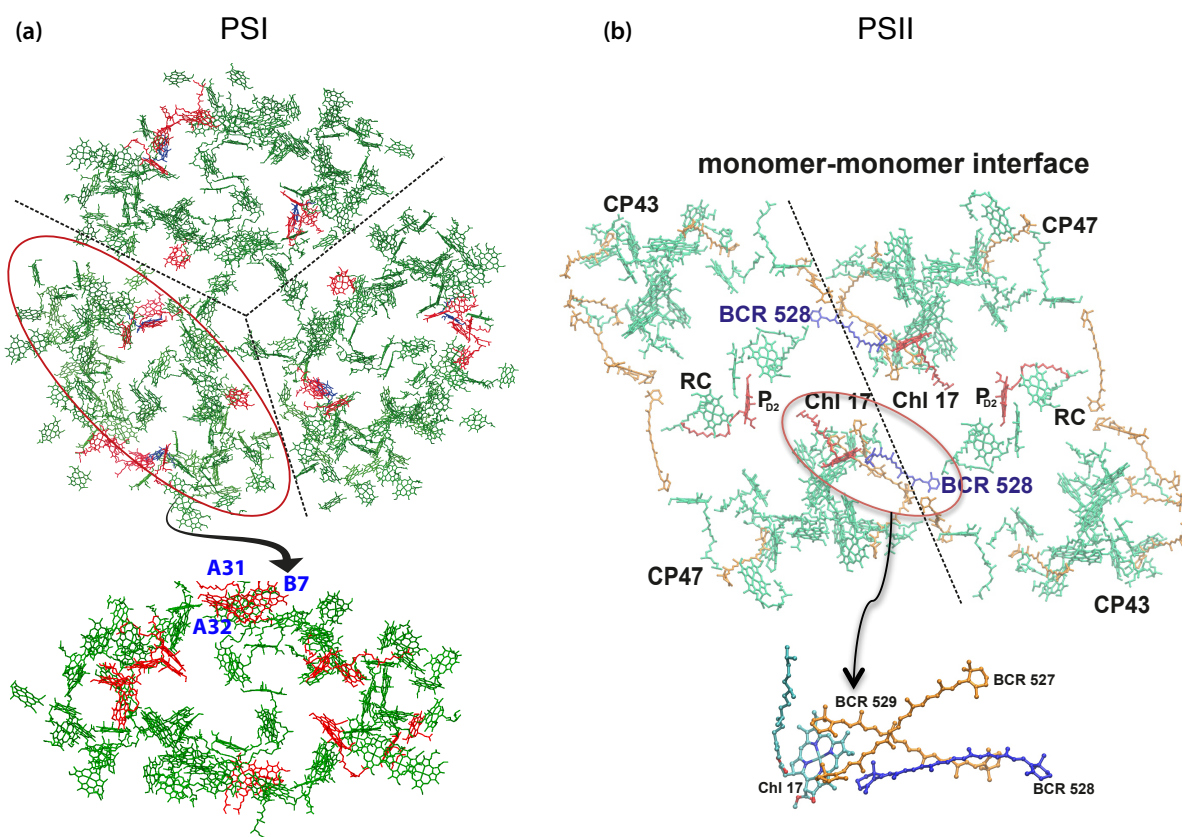 (a)
PSI
A31
B7
A32
(b)
PSII
monomer-monomer interface
CP43
CP47
BCR 528
RC
PD2
Chl 17
Chl 17
PD2
RC
BCR 528
CP47
CP43
BCR 529
BCR 527
Chl 17
BCR 528